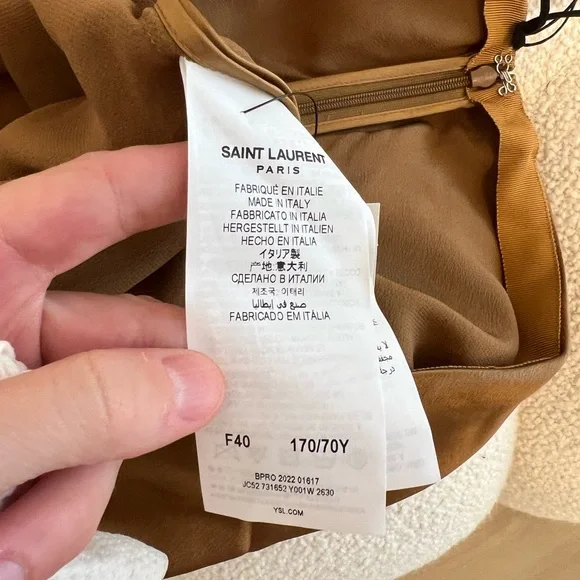 SAINT LAURENT
PARIS
FABRIQUÉ EN ITALIE
MADE IN ITALY
FABBRICATO IN ITALIA
HERGESTELLT IN ITALIEN
HECHO EN ITALIA
イタリア製
产地:意大利
СДЕЛАНО В ИТАЛИИ
제조국: 이태리
صنع في إيطاليا
FABRICADO EM ITÁLIA
F40 170/70Y
BPRO 2022 01617
JC52 731652 Y001W 2630
YSL.COM